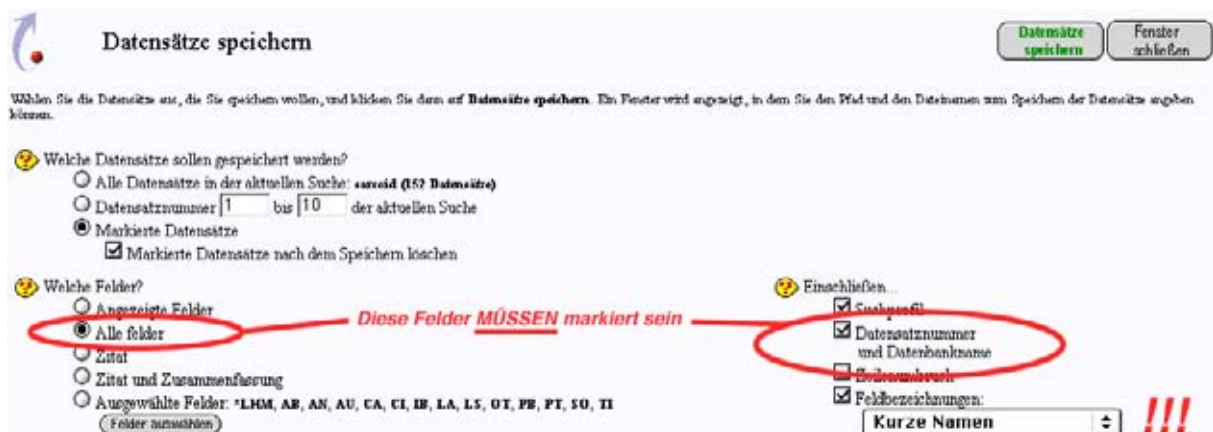 Datensätze speichern
Datensätze speichern
Fenster schließen
Wählen Sie die Datensätze aus, die Sie speichern wollen, und klicken Sie dann auf Datensätze speichern. Ein Fenster wird angezeigt, in dem Sie den Pfad und den Dateinamen zum Speichern der Datensätze angeben
können.
Welche Datensätze sollen gespeichert werden?
Alle Datensätze in der aktuellen Suche: sarcoid (152 Datensätze)
Datensatznummer 1 bis 10 der aktuellen Suche
Markierte Datensätze
Markierte Datensätze nach dem Speichern löschen
Welche Felder?
Angezeigte Felder
Alle felder
Zitat
Zitat und Zusammenfassung
Ausgewählte Felder: *LHM, AB, AN, AU, CA, CI, IB, LA, LS, OT, PB, PT, SO, TI
(Felder auswählen)
Diese Felder MÜSSEN markiert sein
Einschließen...
Suchprofil
Datensatznummer
und Datenbankname
Zeilenumbruch
Feldbezeichnungen:
Kurze Namen
!!!